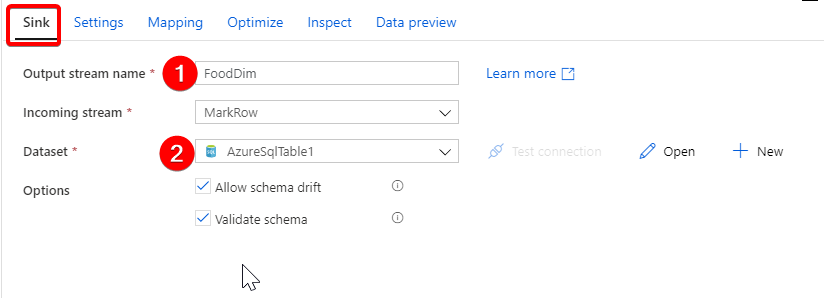 Sink Settings Mapping Optimize Inspect Data preview
Output stream name * 1 FoodDim Learn more
Incoming stream * MarkRow
Dataset * 2 SQL AzureSqlTable1 Test connection Open New
Options Allow schema drift
Validate schema